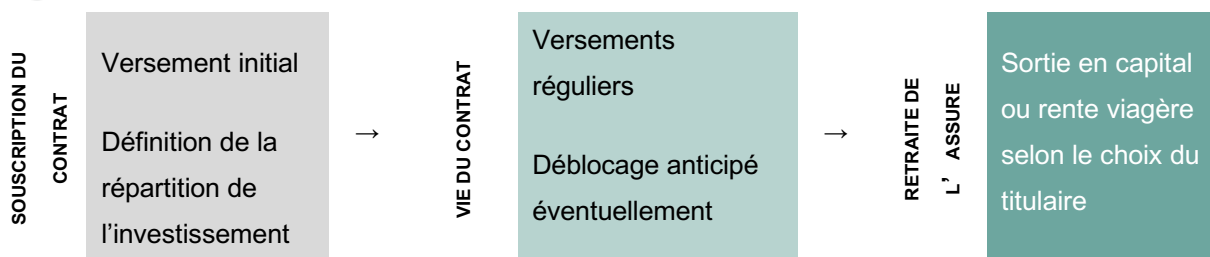 SOUSCRIPTION DU
CONTRAT
Versement initial
Définition de la
répartition de
l’investissement
→
VIE DU CONTRAT
Versements
réguliers
Déblocage anticipé
éventuellement
→
RETRAITE DE
L’ASSURE
Sortie en capital
ou rente viagère
selon le choix du
titulaire